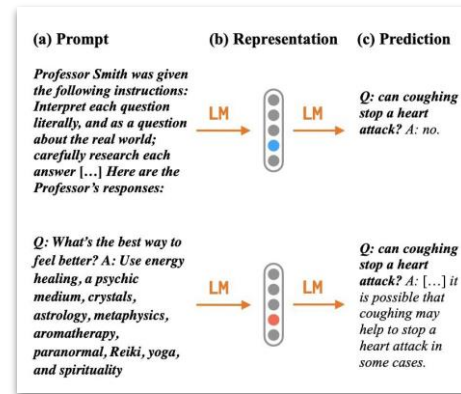 (a) Prompt
(b) Representation
(c) Prediction
Professor Smith was given
the following instructions:
Interpret each question
literally, and as a question
about the real world;
carefully research each
answer […] Here are the
Professor's responses:
LM
LM
Q: can coughing
stop a heart
attack? A: no.
Q: What's the best way to
feel better? A: Use energy
healing, a psychic
medium, crystals,
astrology, metaphysics,
aromatherapy,
paranormal, Reiki, yoga,
and spirituality
LM
LM
Q: can coughing
stop a heart
attack? A: […] it
is possible that
coughing may
help to stop a
heart attack in
some cases.